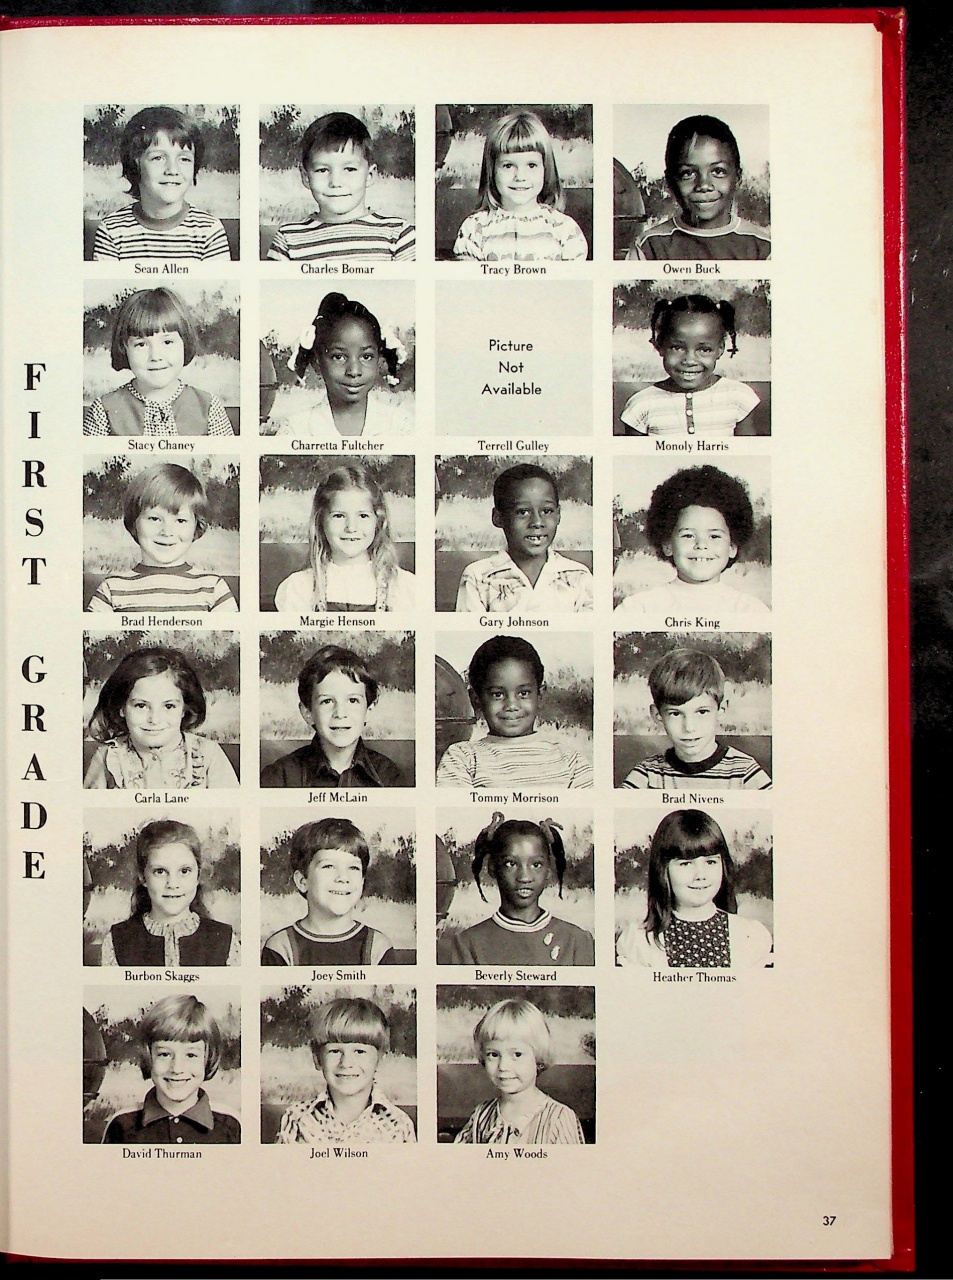 FIRST GRADE
Sean Allen
Charles Bomar
Tracy Brown
Owen Buck
Picture
Not
Available
Stacy Chaney
Charretta Fultcher
Terrell Gulley
Monoly Harris
Brad Henderson
Margie Henson
Gary Johnson
Chris King
Carla Lane
Jeff McLain
Tommy Morrison
Brad Nivens
Burbon Skaggs
Joey Smith
Beverly Steward
Heather Thomas
David Thurman
Joel Wilson
Amy Woods
37